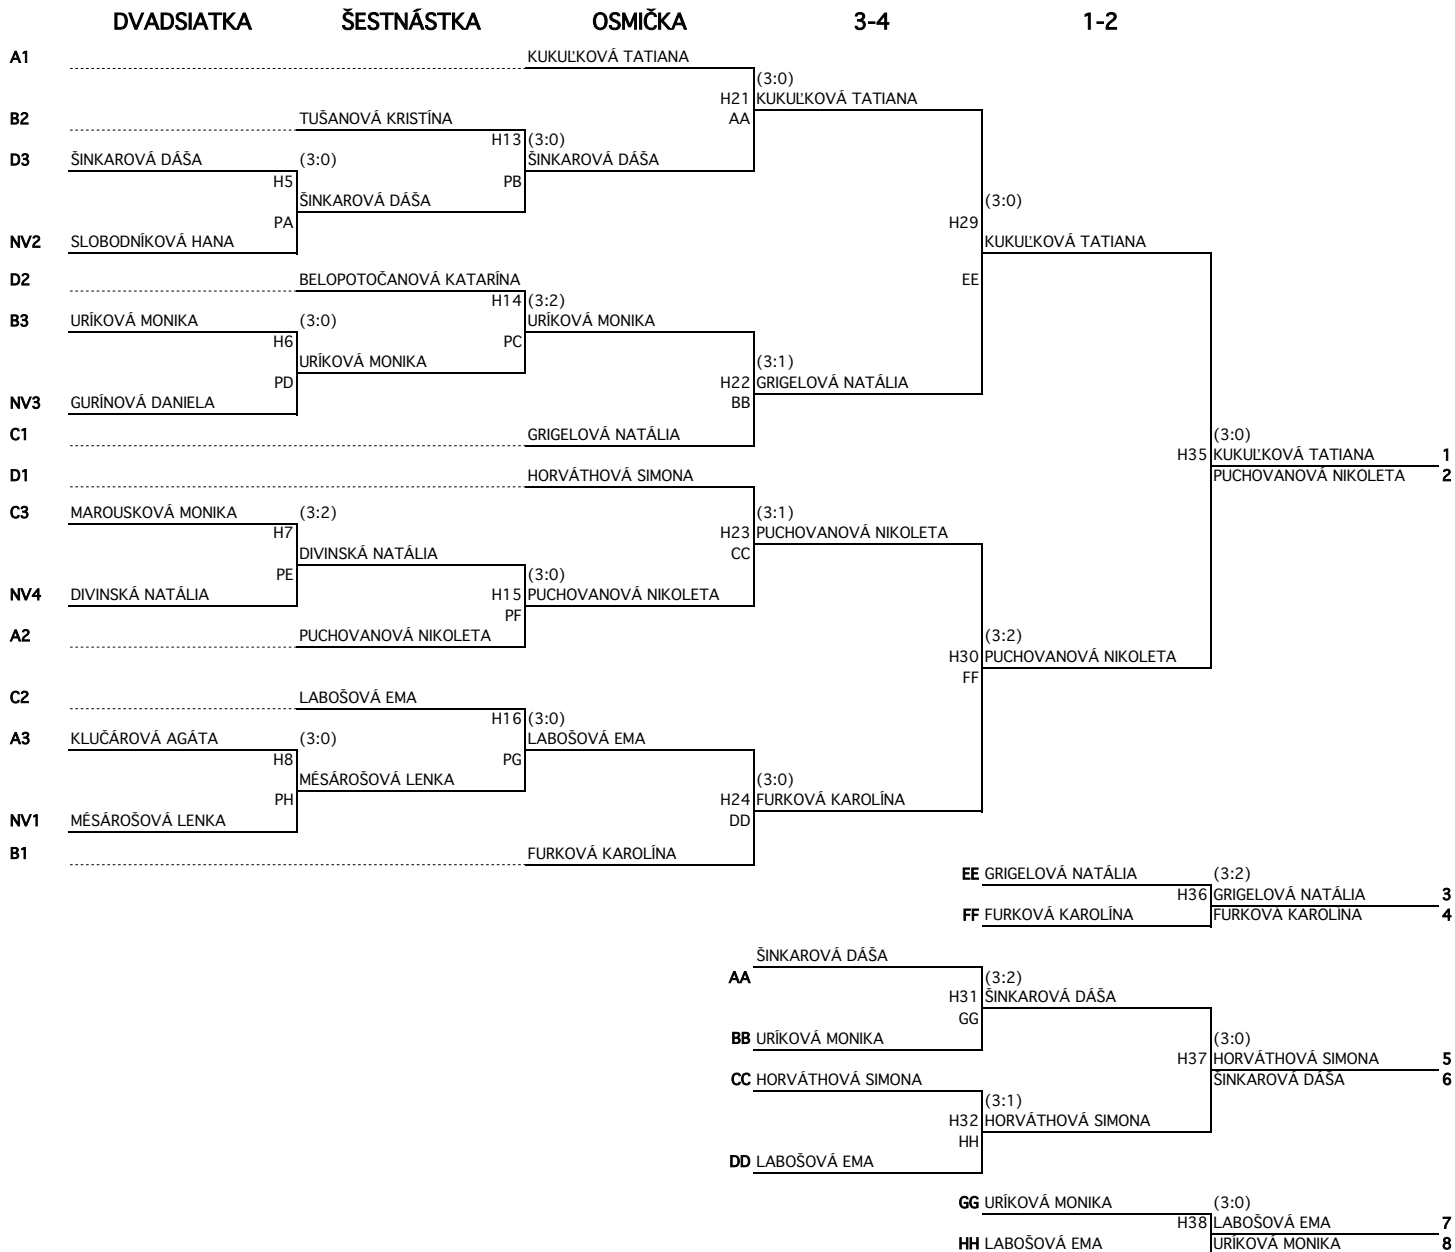 DVADSIATKA ŠESTNÁSTKA OSMIČKA 3-4 1-2
A1 KUKUĽKOVÁ TATIANA
(3:0)
H21 KUKUĽKOVÁ TATIANA
B2 TUŠANOVÁ KRISTÍNA AA
H13 (3:0)
D3 ŠINKAROVÁ DÁŠA (3:0) ŠINKAROVÁ DÁŠA
H5 PB
ŠINKAROVÁ DÁŠA (3:0)
PA H29
NV2 SLOBODNÍKOVÁ HANA KUKUĽKOVÁ TATIANA
D2 BELOPOTOČANOVÁ KATARÍNA EE
H14 (3:2)
B3 URÍKOVÁ MONIKA (3:0) URÍKOVÁ MONIKA
H6 PC
URÍKOVÁ MONIKA (3:1)
PD H22 GRIGELOVÁ NATÁLIA
NV3 GURÍNOVÁ DANIELA BB
C1 GRIGELOVÁ NATÁLIA (3:0)
H35 KUKUĽKOVÁ TATIANA 1
D1 HORVÁTHOVÁ SIMONA PUCHOVANOVÁ NIKOLETA 2
C3 MAROUSKOVÁ MONIKA (3:2) (3:1)
H7 H23 PUCHOVANOVÁ NIKOLETA
DIVINSKÁ NATÁLIA CC
PE (3:0)
NV4 DIVINSKÁ NATÁLIA H15 PUCHOVANOVÁ NIKOLETA
PF
A2 PUCHOVANOVÁ NIKOLETA (3:2)
H30 PUCHOVANOVÁ NIKOLETA
FF
C2 LABOŠOVÁ EMA
H16 (3:0)
A3 KLUČÁROVÁ AGÁTA (3:0) LABOŠOVÁ EMA
H8 PG
MÉSÁROŠOVÁ LENKA (3:0)
PH H24 FURKOVÁ KAROLÍNA
NV1 MÉSÁROŠOVÁ LENKA DD
B1 FURKOVÁ KAROLÍNA
EE GRIGELOVÁ NATÁLIA (3:2)
H36 GRIGELOVÁ NATÁLIA 3
FF FURKOVÁ KAROLÍNA FURKOVÁ KAROLÍNA 4
ŠINKAROVÁ DÁŠA
AA (3:2)
H31 ŠINKAROVÁ DÁŠA
GG
BB URÍKOVÁ MONIKA (3:0)
H37 HORVÁTHOVÁ SIMONA 5
CC HORVÁTHOVÁ SIMONA ŠINKAROVÁ DÁŠA 6
(3:1)
H32 HORVÁTHOVÁ SIMONA
HH
DD LABOŠOVÁ EMA
GG URÍKOVÁ MONIKA (3:0)
H38 LABOŠOVÁ EMA 7
HH LABOŠOVÁ EMA URÍKOVÁ MONIKA 8